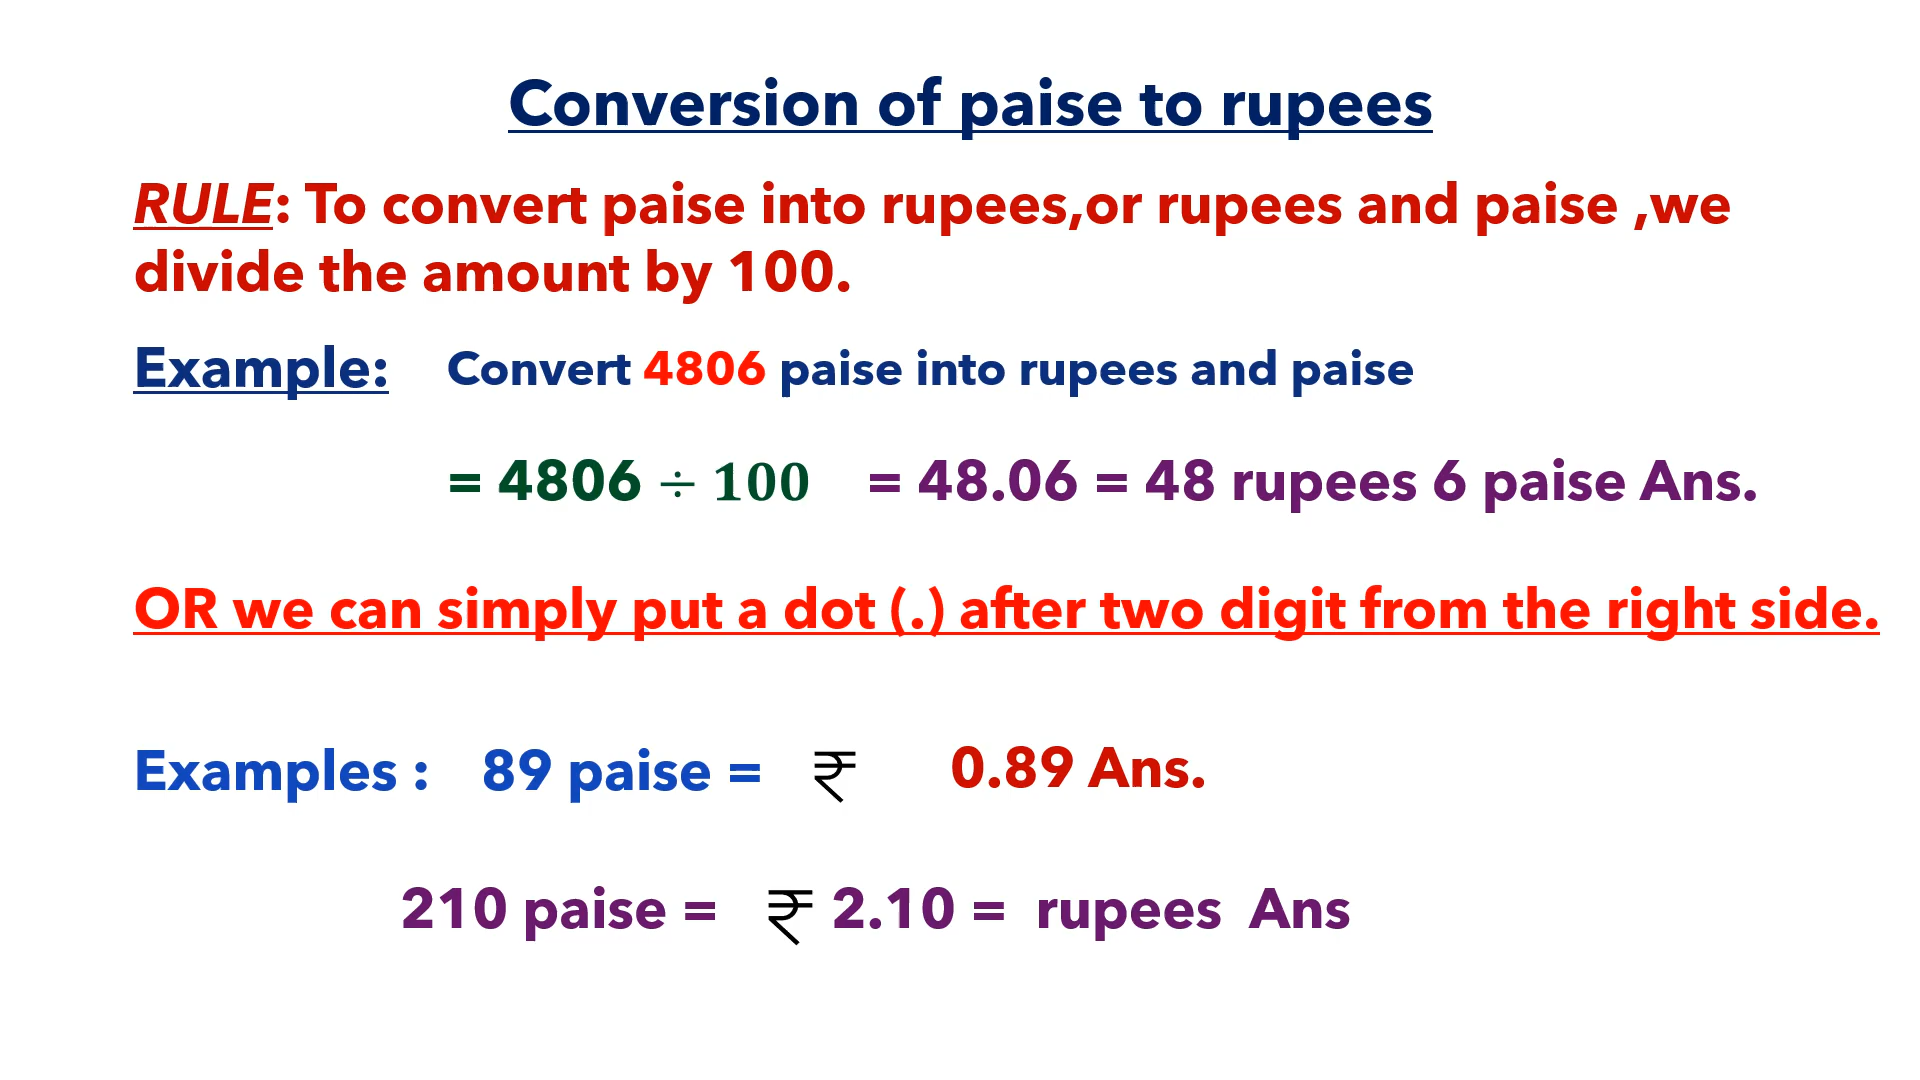 Conversion of paise to rupees
RULE: To convert paise into rupees,or rupees and paise ,we
divide the amount by 100.
Example: Convert 4806 paise into rupees and paise
= 4806 ÷ 100 = 48.06 = 48 rupees 6 paise Ans.
OR we can simply put a dot (.) after two digit from the right side.
Examples : 89 paise = ₹ 0.89 Ans.
210 paise = ₹ 2.10 = rupees Ans